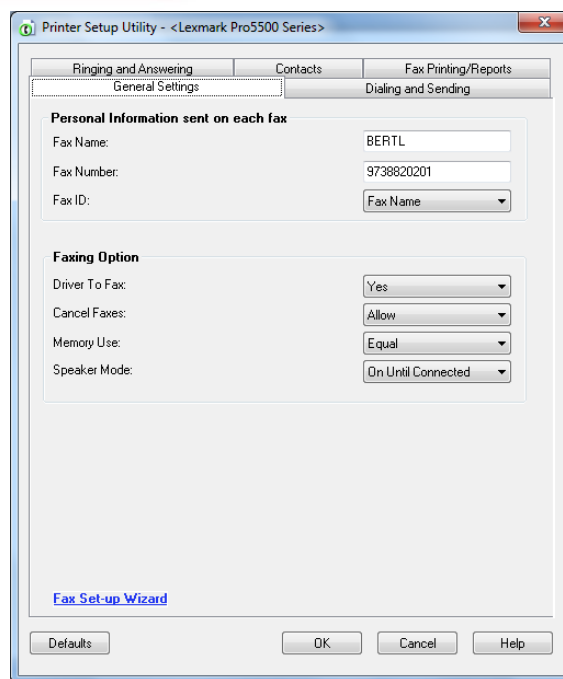 Printer Setup Utility - <Lexmark Pro5500 Series>
Ringing and Answering Contacts Fax Printing/Reports
General Settings Dialing and Sending
Personal Information sent on each fax
Fax Name: BERTL
Fax Number: 9738820201
Fax ID: Fax Name
Faxing Option
Driver To Fax: Yes
Cancel Faxes: Allow
Memory Use: Equal
Speaker Mode: On Until Connected
Fax Set-up Wizard
Defaults OK Cancel Help